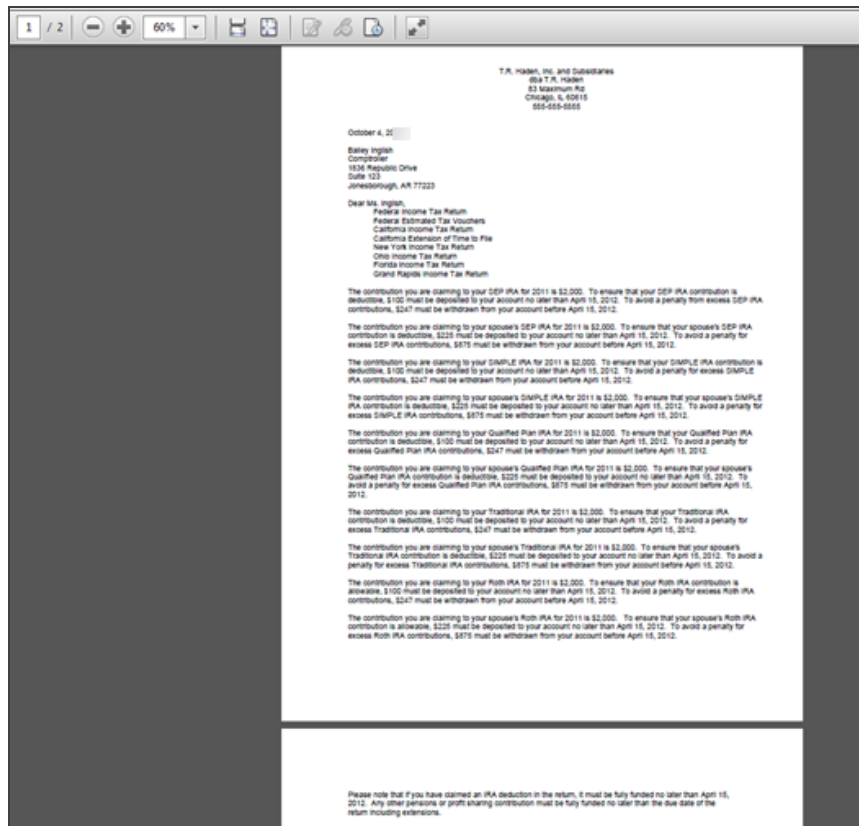 1 / 2 60%
T.R. Haden, Inc. and Subsidiaries
dba T.R. Haden
83 Maximum Rd
Chicago, IL 60615
555-555-5555
October 4, 20
Bailey Inglish
Comptroller
1836 Republic Drive
Suite 123
Jonesborough, AR 77223
Dear Ms. Inglish,
Federal Income Tax Return
Federal Estimated Tax Vouchers
California Income Tax Return
California Extension of Time to File
New York Income Tax Return
Ohio Income Tax Return
Florida Income Tax Return
Grand Rapids Income Tax Return
The contribution you are claiming to your SEP IRA for 2011 is $2,000. To ensure that your SEP IRA contribution is
deductible, $100 must be deposited to your account no later than April 15, 2012. To avoid a penalty from excess SEP IRA
contributions, $247 must be withdrawn from your account before April 15, 2012.
The contribution you are claiming to your spouse's SEP IRA for 2011 is $2,000. To ensure that your spouse's SEP IRA
contribution is deductible, $225 must be deposited to your account no later than April 15, 2012. To avoid a penalty for
excess SEP IRA contributions, $875 must be withdrawn from your account before April 15, 2012.
The contribution you are claiming to your SIMPLE IRA for 2011 is $2,000. To ensure that your SIMPLE IRA contribution is
deductible, $100 must be deposited to your account no later than April 15, 2012. To avoid a penalty for excess SIMPLE
IRA contributions, $247 must be withdrawn from your account before April 15, 2012.
The contribution you are claiming to your spouse's SIMPLE IRA for 2011 is $2,000. To ensure that your spouse's SIMPLE
IRA contribution is deductible, $225 must be deposited to your account no later than April 15, 2012. To avoid a penalty for
excess SIMPLE IRA contributions, $875 must be withdrawn from your account before April 15, 2012.
The contribution you are claiming to your Qualified Plan IRA for 2011 is $2,000. To ensure that your Qualified Plan IRA
contribution is deductible, $100 must be deposited to your account no later than April 15, 2012. To avoid a penalty for
excess Qualified Plan IRA contributions, $247 must be withdrawn from your account before April 15, 2012.
The contribution you are claiming to your spouse's Qualified Plan IRA for 2011 is $2,000. To ensure that your spouse's
Qualified Plan IRA contribution is deductible, $225 must be deposited to your account no later than April 15, 2012. To
avoid a penalty for excess Qualified Plan IRA contributions, $875 must be withdrawn from your account before April 15,
2012.
The contribution you are claiming to your Traditional IRA for 2011 is $2,000. To ensure that your Traditional IRA
contribution is deductible, $100 must be deposited to your account no later than April 15, 2012. To avoid a penalty for
excess Traditional IRA contributions, $247 must be withdrawn from your account before April 15, 2012.
The contribution you are claiming to your spouse's Traditional IRA for 2011 is $2,000. To ensure that your spouse's
Traditional IRA contribution is deductible, $225 must be deposited to your account no later than April 15, 2012. To avoid a
penalty for excess Traditional IRA contributions, $875 must be withdrawn from your account before April 15, 2012.
The contribution you are claiming to your Roth IRA for 2011 is $2,000. To ensure that your Roth IRA contribution is
allowable, $100 must be deposited to your account no later than April 15, 2012. To avoid a penalty for excess Roth IRA
contributions, $247 must be withdrawn from your account before April 15, 2012.
The contribution you are claiming to your spouse's Roth IRA for 2011 is $2,000. To ensure that your spouse's Roth IRA
contribution is allowable, $225 must be deposited to your account no later than April 15, 2012. To avoid a penalty for
excess Roth IRA contributions, $875 must be withdrawn from your account before April 15, 2012.
Please note that if you have claimed an IRA deduction in the return, it must be fully funded no later than April 15,
2012. Any other pensions or profit sharing contribution must be fully funded no later than the due date of the
return including extensions.